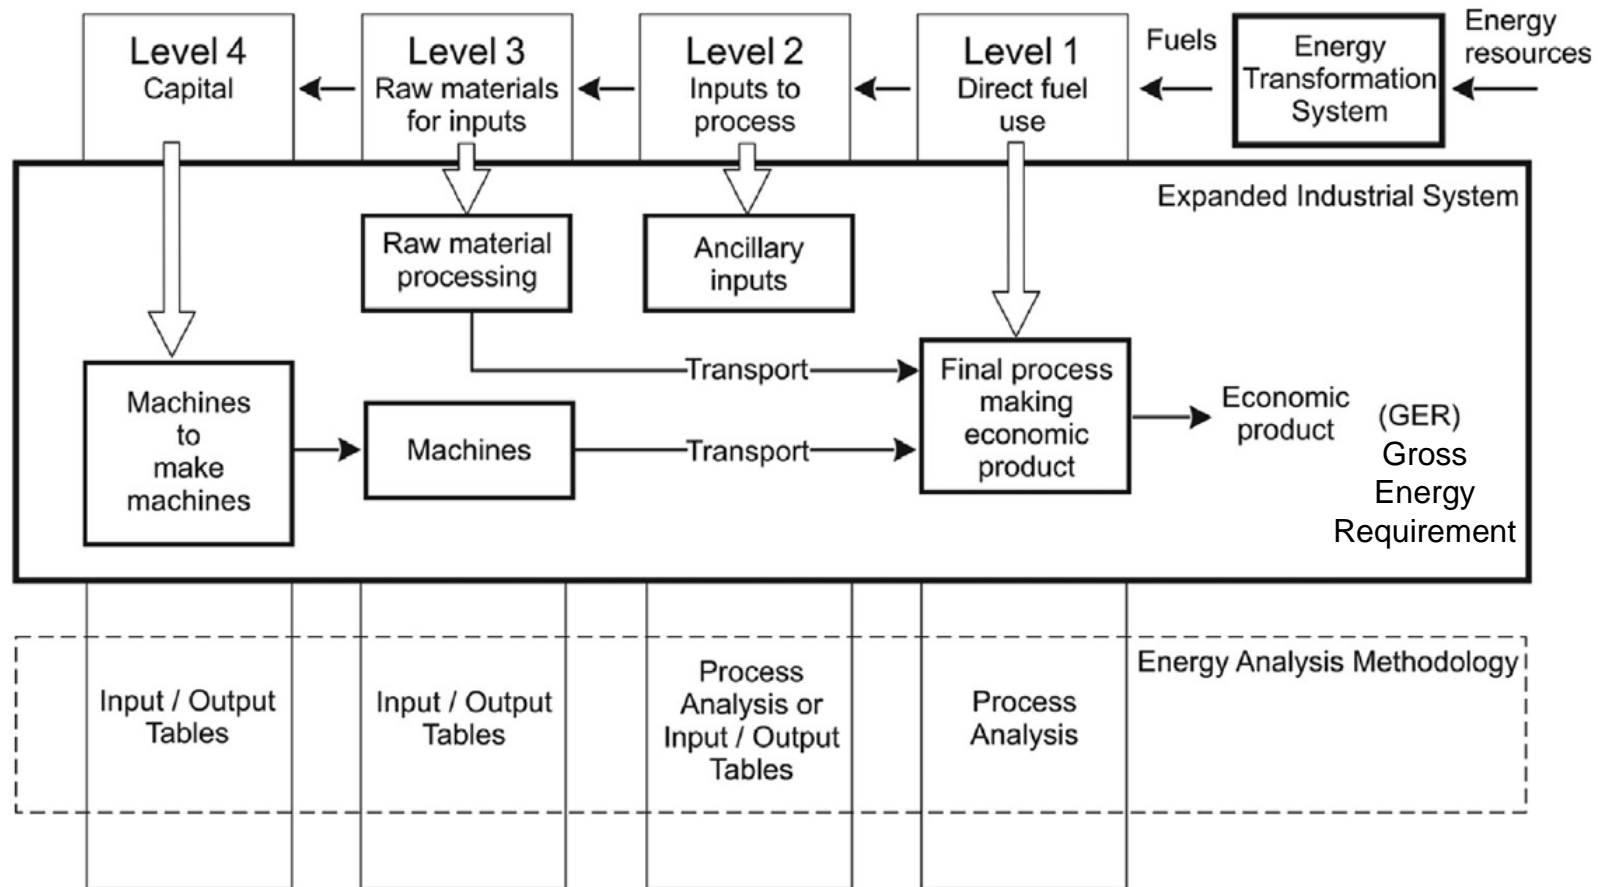 Level 4
Capital
Level 3
Raw materials
for inputs
Level 2
Inputs to
process
Level 1
Direct fuel
use
Fuels
Energy
Transformation
System
Energy
resources
Expanded Industrial System
Raw material
processing
Ancillary
inputs
Machines
to
make
machines
Machines
Transport
Transport
Final process
making
economic
product
Economic
product
(GER)
Gross
Energy
Requirement
Energy Analysis Methodology
Input / Output
Tables
Input / Output
Tables
Process
Analysis or
Input / Output
Tables
Process
Analysis